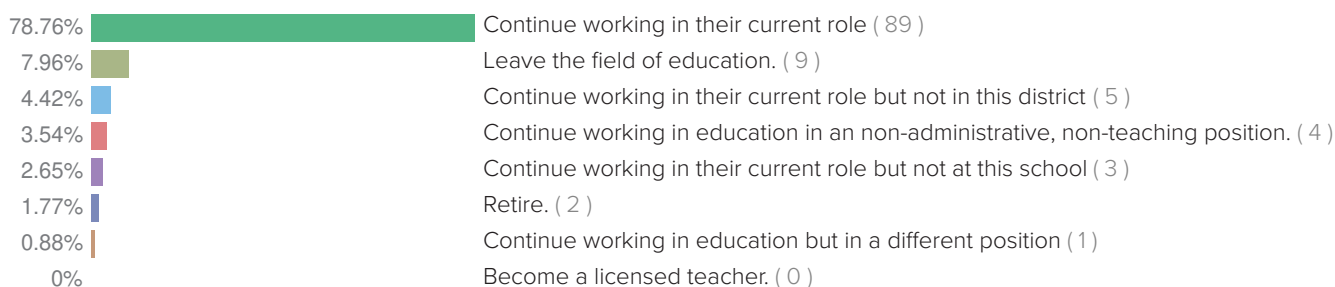 78.76% Continue working in their current role ( 89 )
7.96% Leave the field of education. ( 9 )
4.42% Continue working in their current role but not in this district ( 5 )
3.54% Continue working in education in an non-administrative, non-teaching position. ( 4 )
2.65% Continue working in their current role but not at this school ( 3 )
1.77% Retire. ( 2 )
0.88% Continue working in education but in a different position ( 1 )
0% Become a licensed teacher. ( 0 )